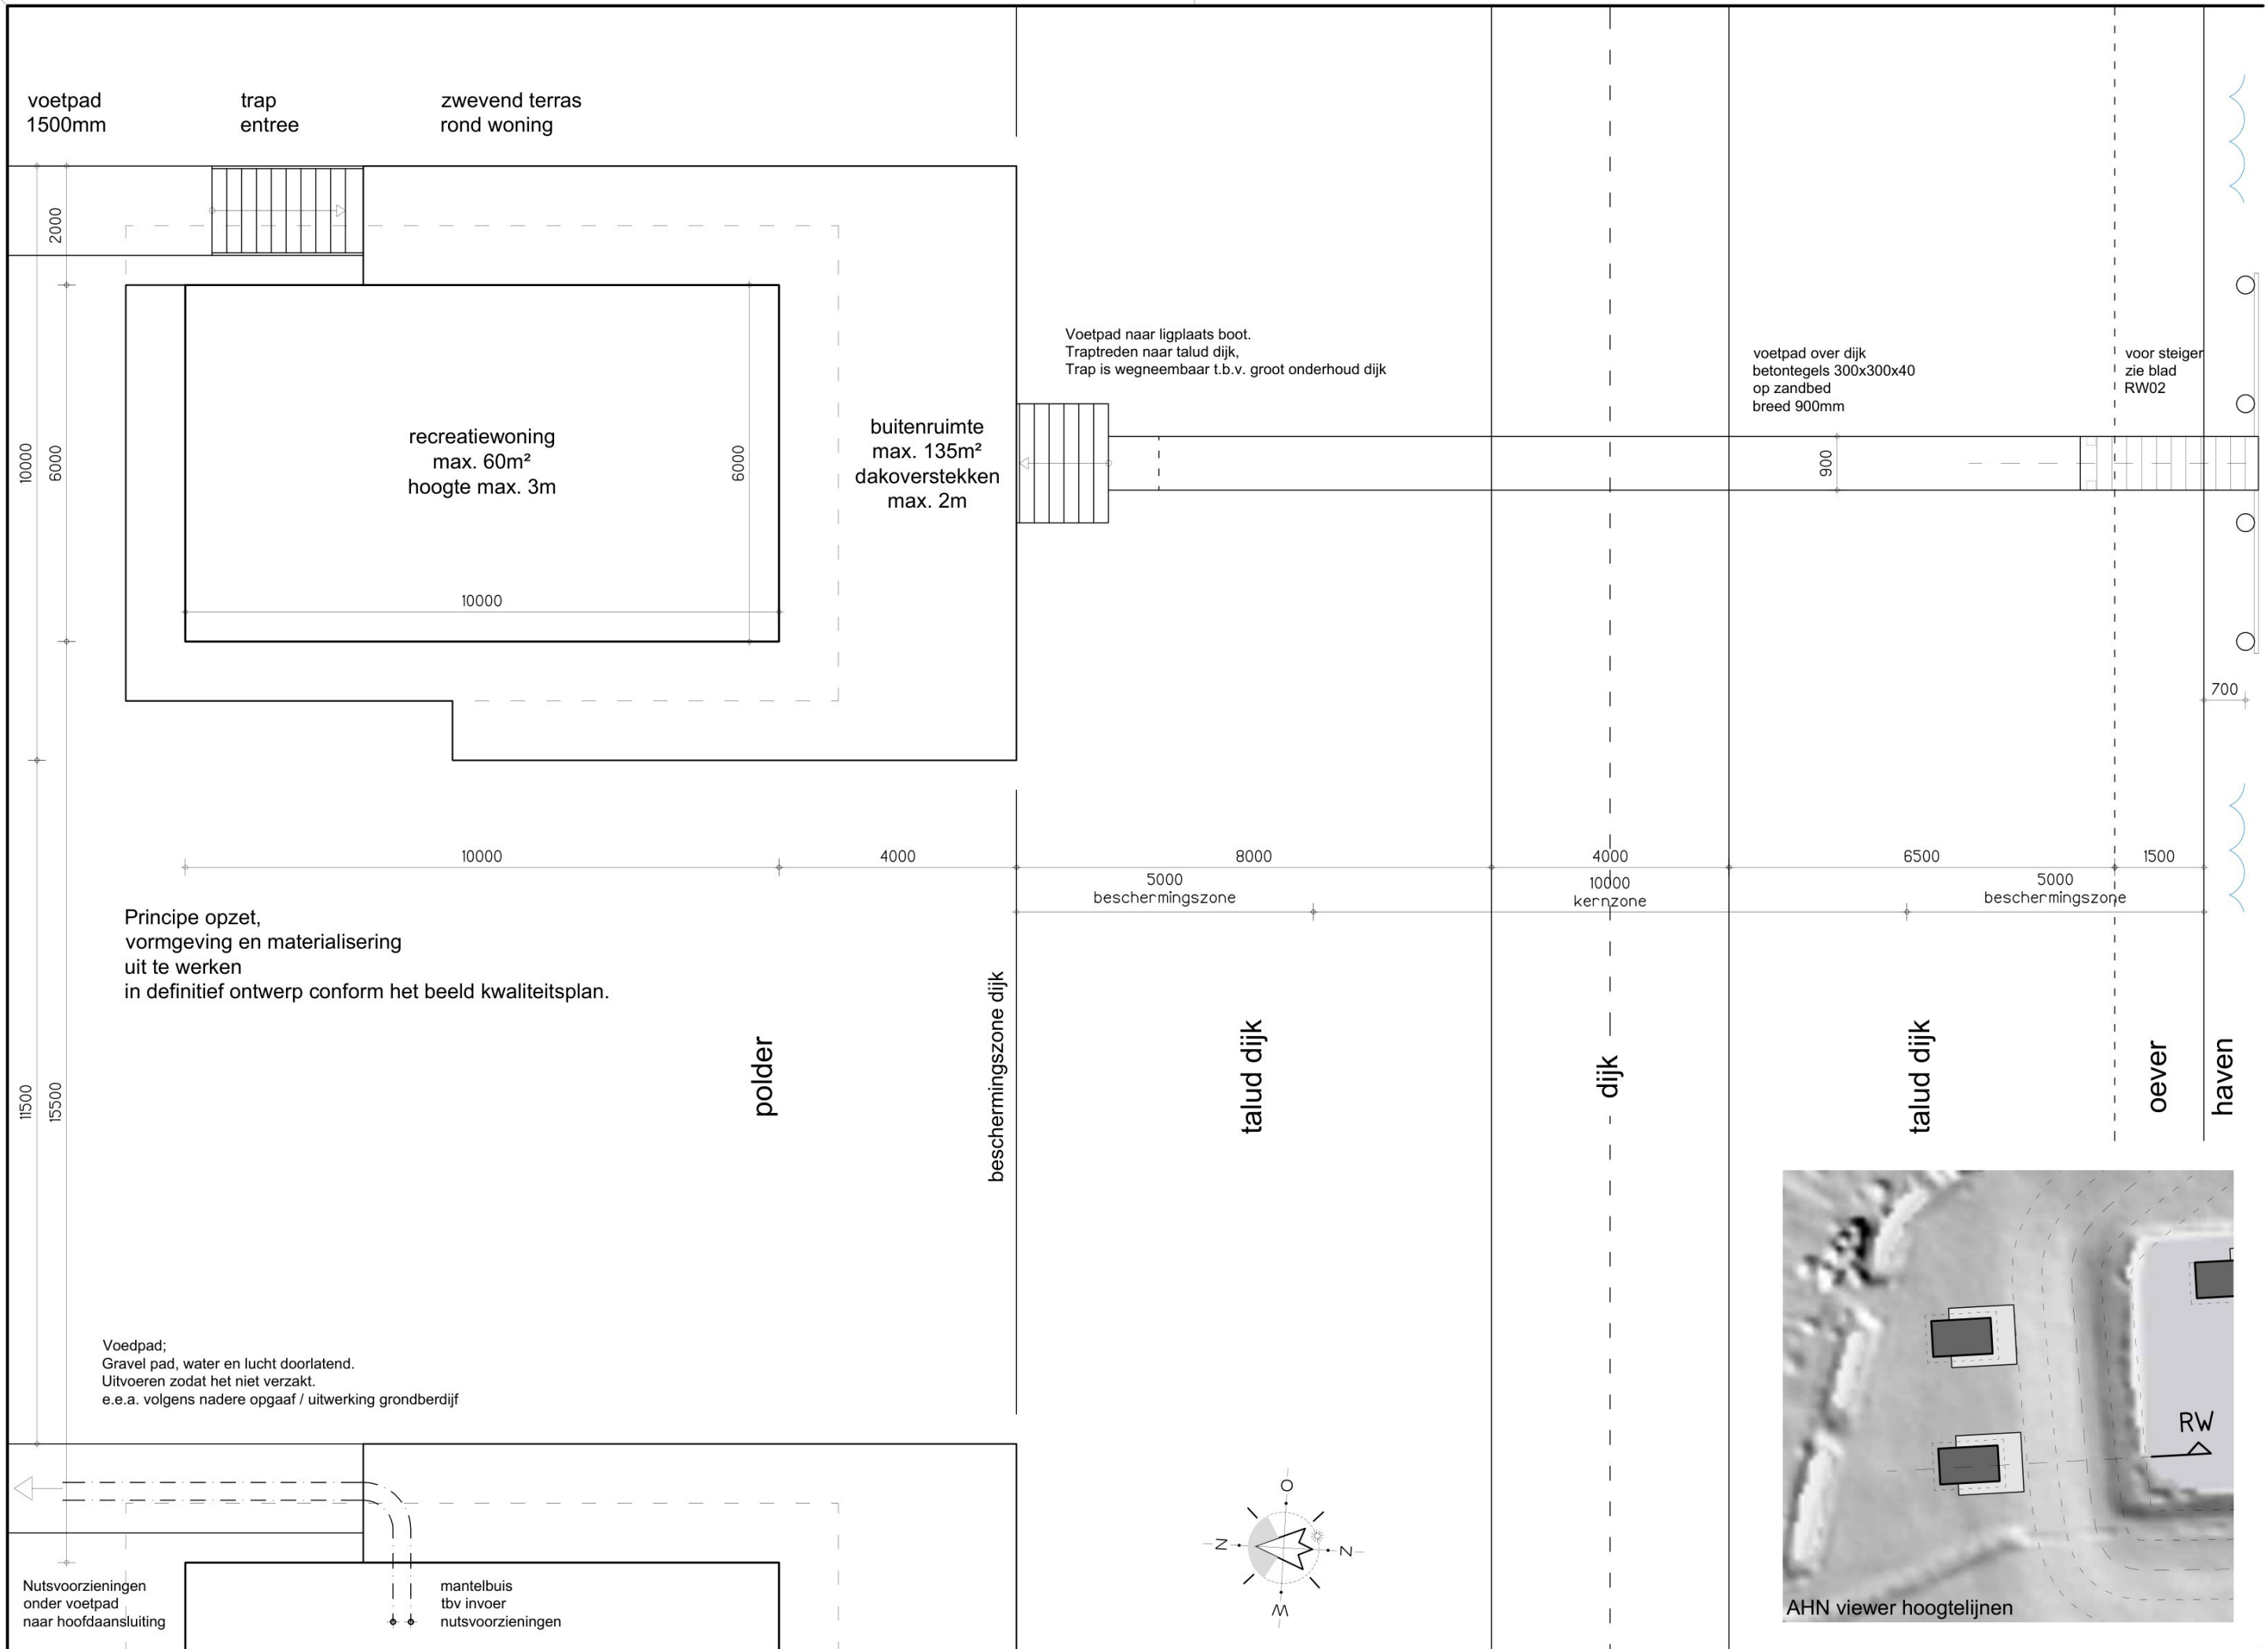 voetpad
1500mm
trap
entree
zwevend terras
rond woning
2000
10000
6000
recreatiewoning
max. 60m²
hoogte max. 3m
6000
10000
buitenruimte
max. 135m²
dakoverstekken
max. 2m
Voetpad naar ligplaats boot.
Traptreden naar talud dijk,
Trap is wegneembaar t.b.v. groot onderhoud dijk
voetpad over dijk
betontegels 300x300x40
op zandbed
breed 900mm
voor steiger
zie blad
RW02
900
700
10000
4000
8000
4000
6500
1500
5000
beschermingszone
10000
kernzone
5000
beschermingszone
Principe opzet,
vormgeving en materialisering
uit te werken
in definitief ontwerp conform het beeld kwaliteitsplan.
11500
15500
polder
beschermingszone dijk
talud dijk
dijk
talud dijk
oever
haven
Voedpad;
Gravel pad, water en lucht doorlatend.
Uitvoeren zodat het niet verzakt.
e.e.a. volgens nadere opgaaf / uitwerking grondberdijf
Nutsvoorzieningen
onder voetpad
naar hoofdaansluiting
mantelbuis
tbv invoer
nutsvoorzieningen
O
N
Z
W
RW
AHN viewer hoogtelijnen